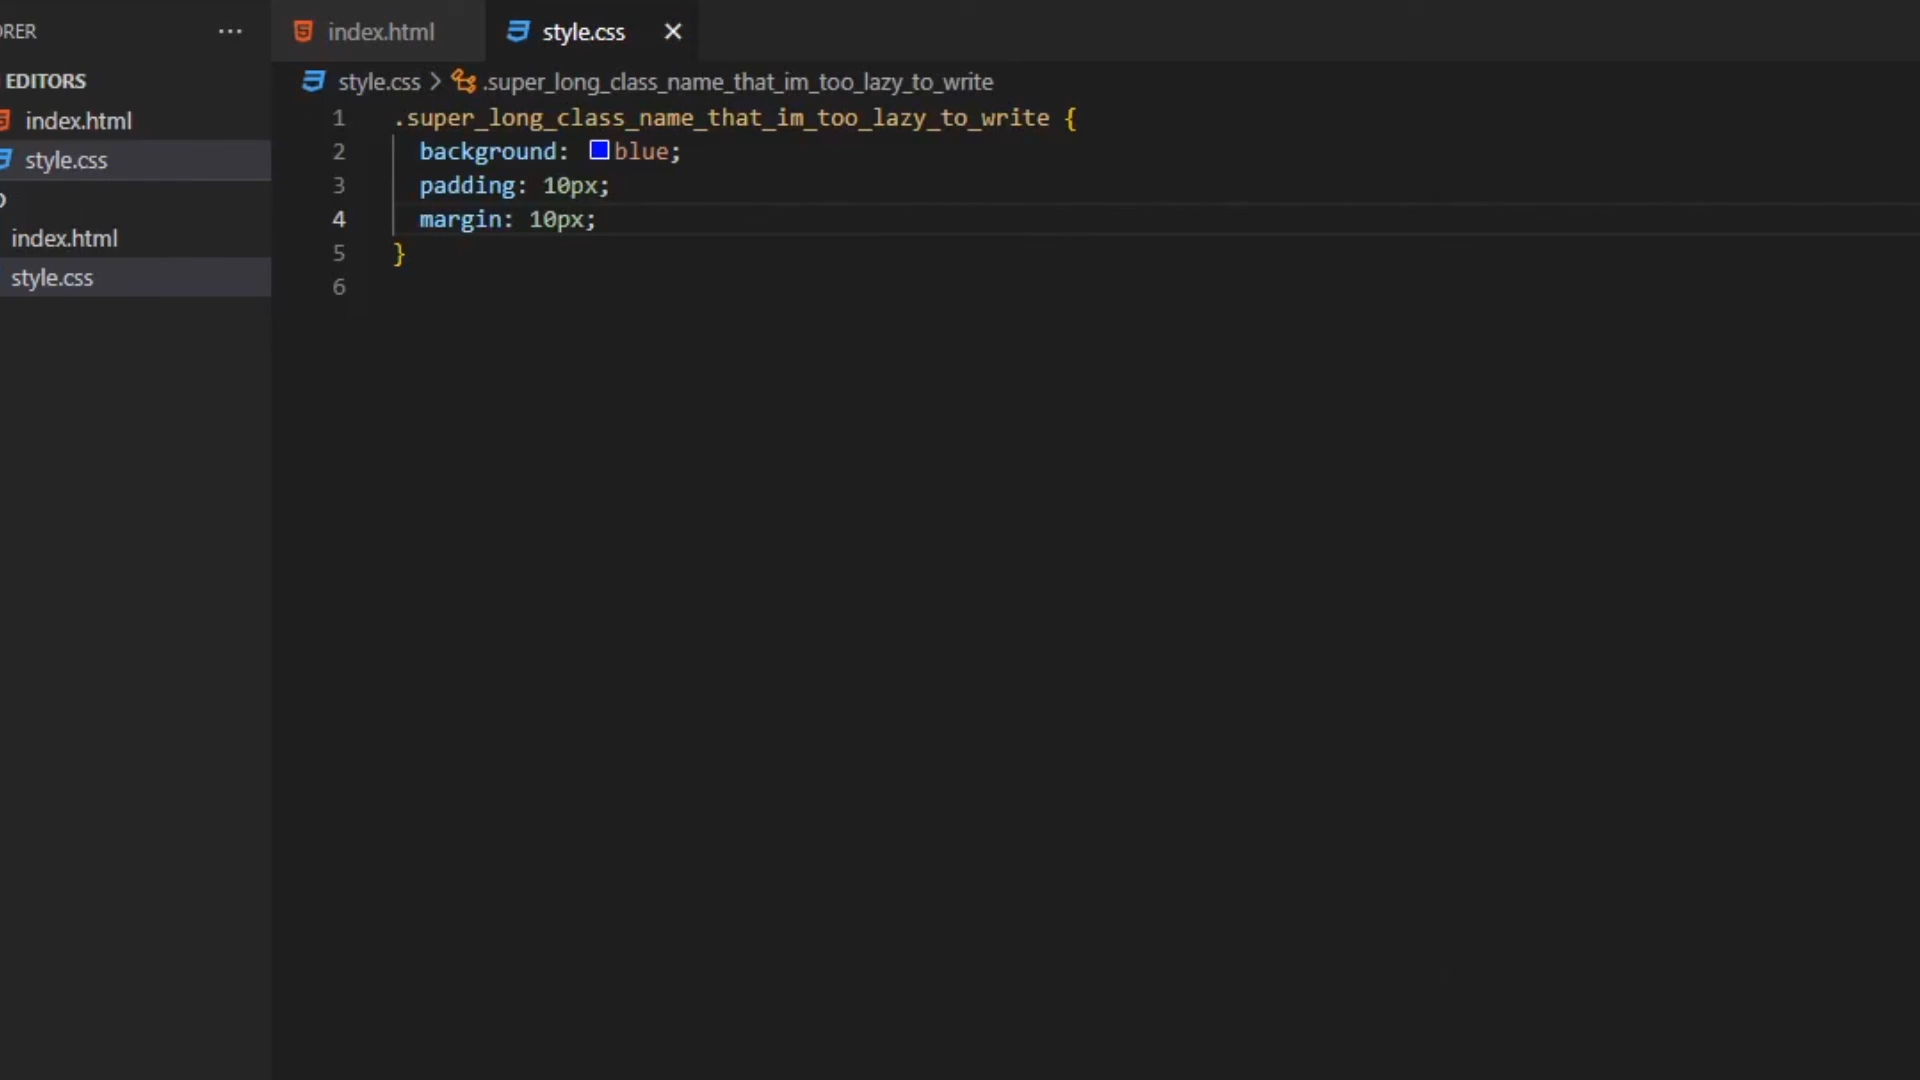 ORER ...
index.html
style.css
EDITORS
index.html
style.css
index.html
style.css
style.css > .super_long_class_name_that_im_too_lazy_to_write
1 .super_long_class_name_that_im_too_lazy_to_write {
2 background: blue;
3 padding: 10px;
4 margin: 10px;
5 }
6